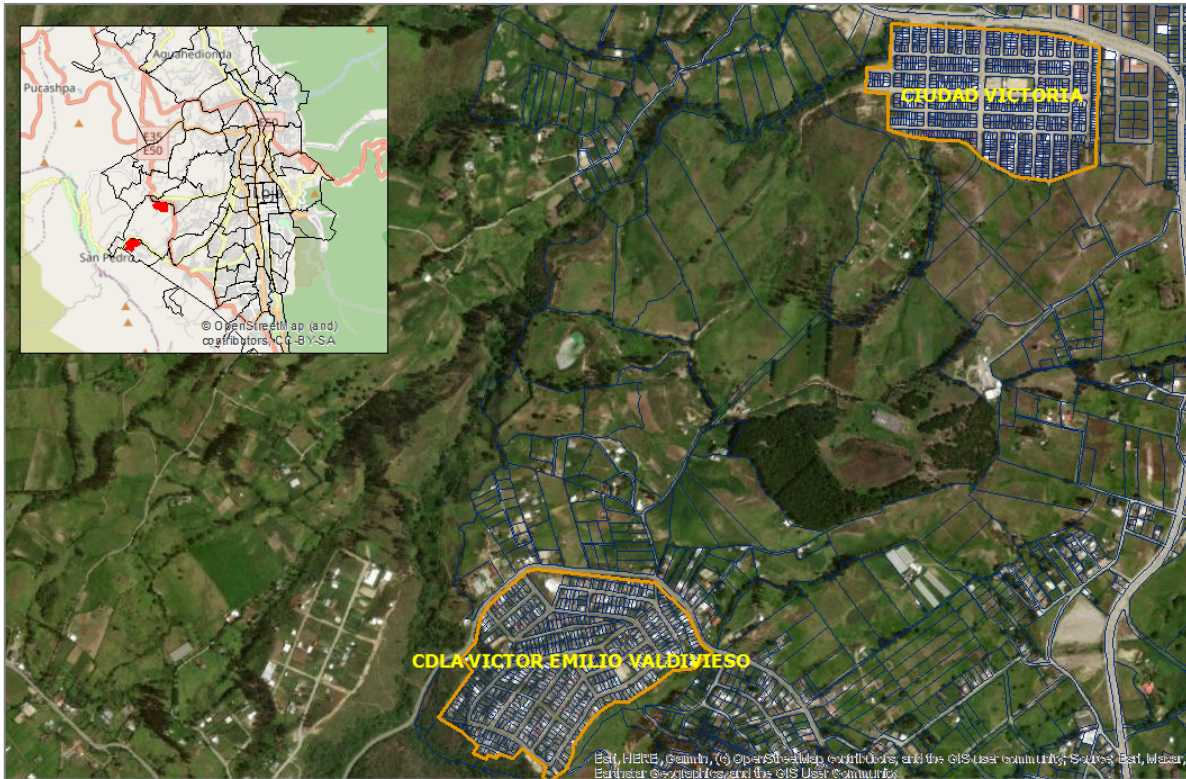 Aguahedionda
Pucashpa
E50
E35
E50
San Pedro
© OpenStreetMap (and)
contributors, CC-BY-SA
CIUDAD VICTORIA
CDLA VICTOR EMILIO VALDIVIESO
Esri, HERE, Garmin, (c) OpenStreetMap contributors, and the GIS user community, Source: Esri, Maxar,
Earthstar Geographics, and the GIS User Community